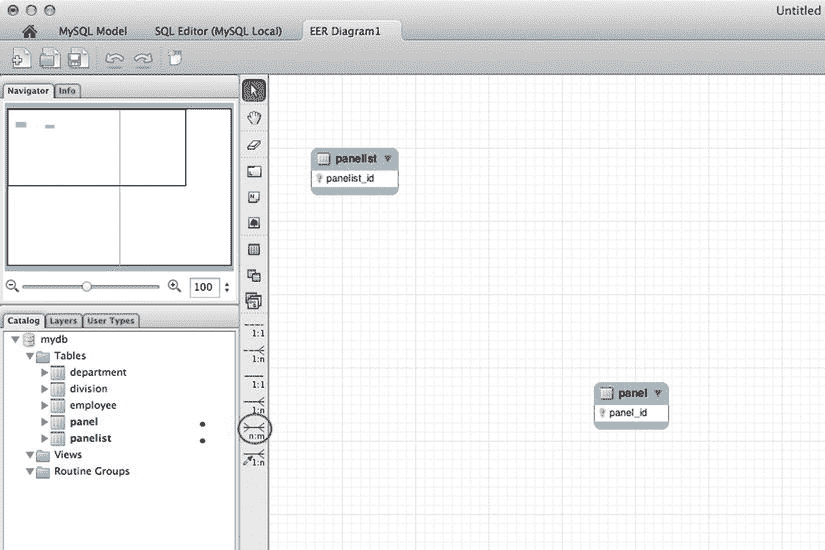 Untitled
MySQL Model
SQL Editor (MySQL Local)
EER Diagram1
Navigator
Info
100
Catalog
Layers
User Types
mydb
Tables
department
division
employee
panel
panelist
Views
Routine Groups
1:1
1:n
1:1
1:n
n:m
1:n
panelist
panelist_id
panel
panel_id